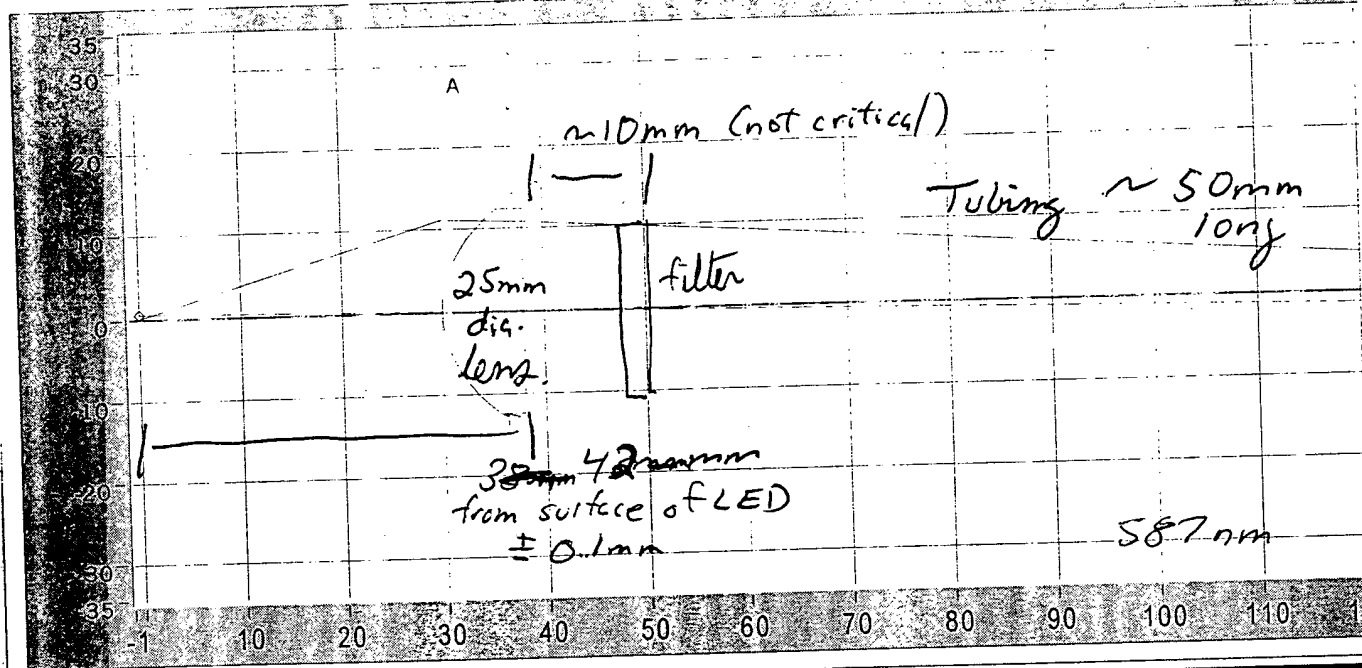 35
30
A
~10mm (not critical)
20
Tubing ~ 50mm
long
10
25mm
dia.
lens.
filter
0
10
38mm 42mm
20
from surface of LED
± 0.1mm
587nm
30
35
-1 10 20 30 40 50 60 70 80 90 100 110